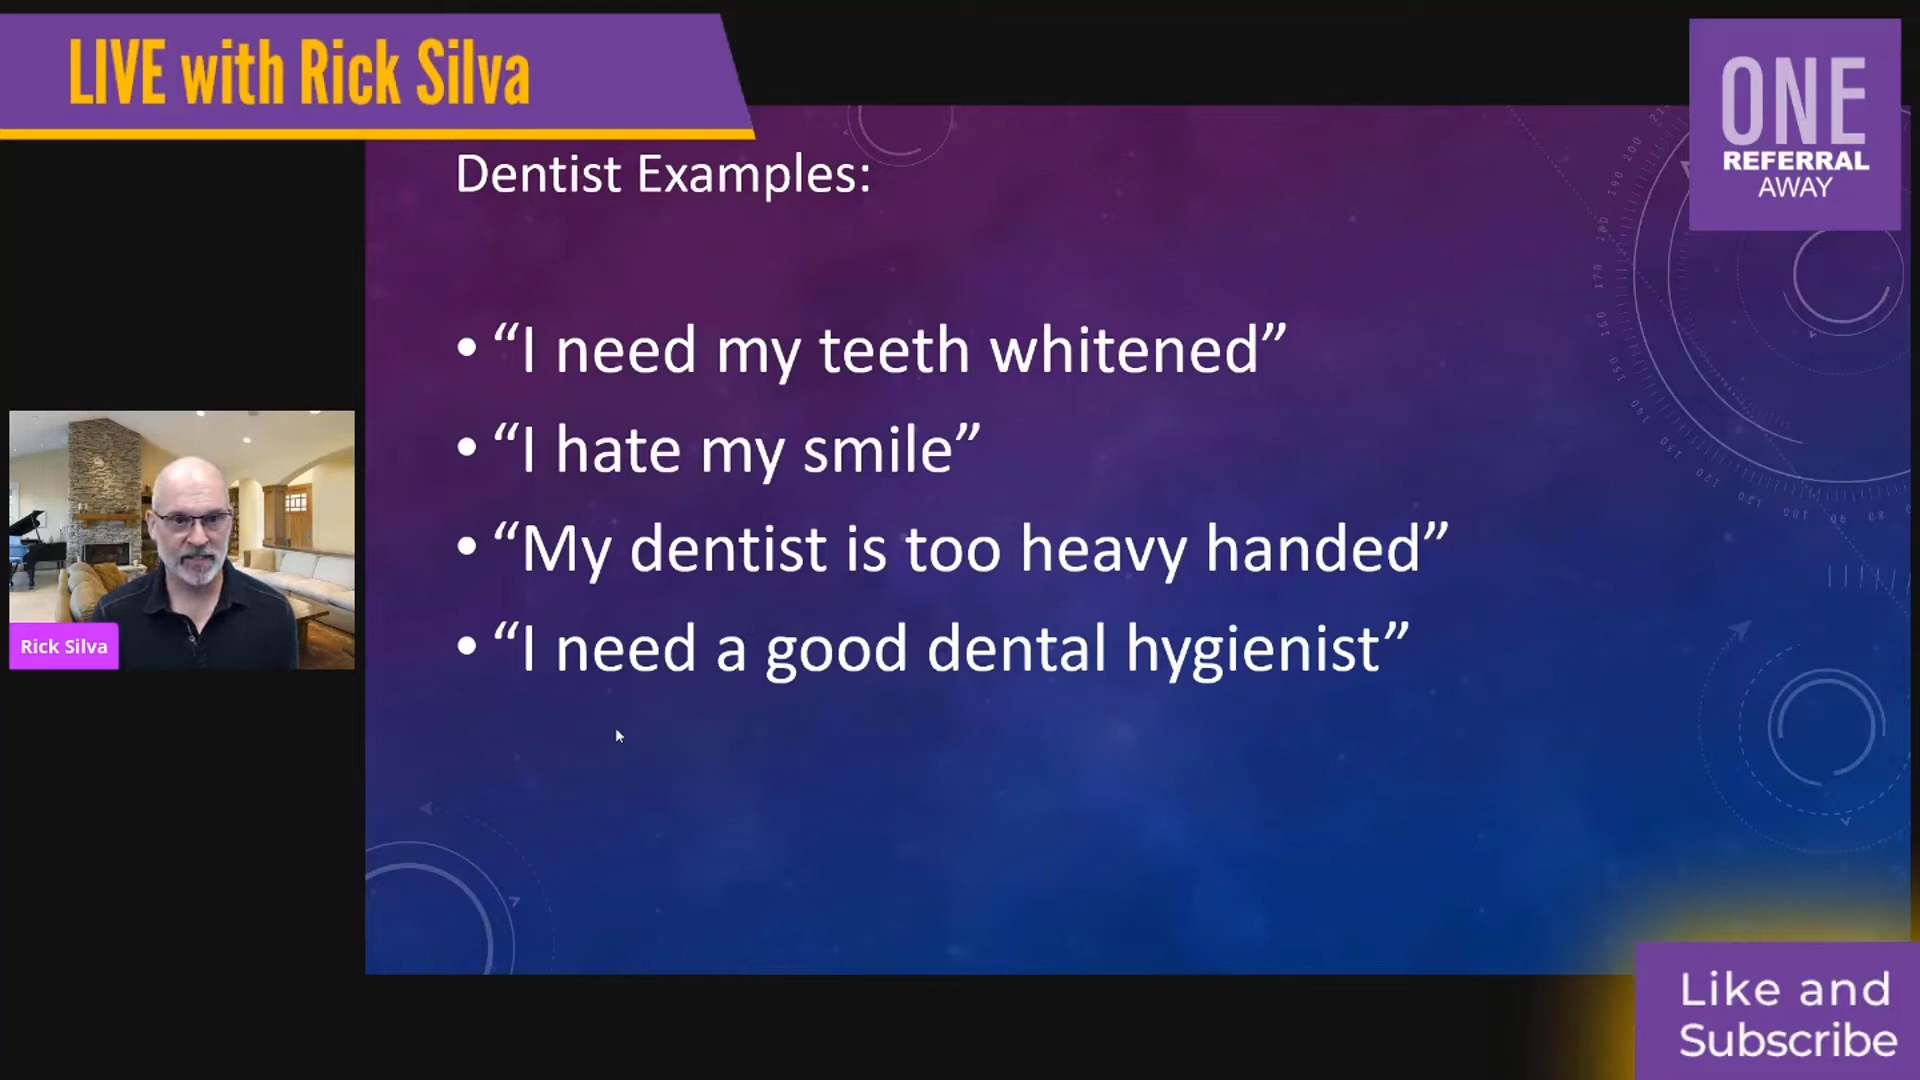 LIVE with Rick Silva
ONE
REFERRAL
AWAY
Dentist Examples:
• “I need my teeth whitened”
• “I hate my smile”
• “My dentist is too heavy handed”
• “I need a good dental hygienist”
Rick Silva
Like and
Subscribe